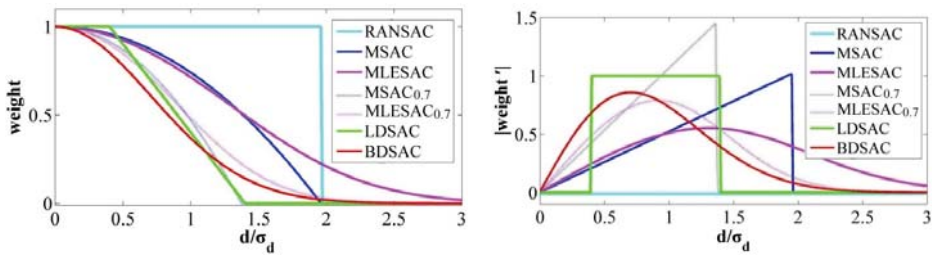 1
0.5
0
weight
0
0.5
1
1.5
2
2.5
3
d/σ_d
RANSAC
MSAC
MLESAC
MSAC0.7
MLESAC0.7
LDSAC
BDSAC
1.5
1
0.5
0
|weight '|
0
0.5
1
1.5
2
2.5
3
d/σ_d
RANSAC
MSAC
MLESAC
MSAC0.7
MLESAC0.7
LDSAC
BDSAC